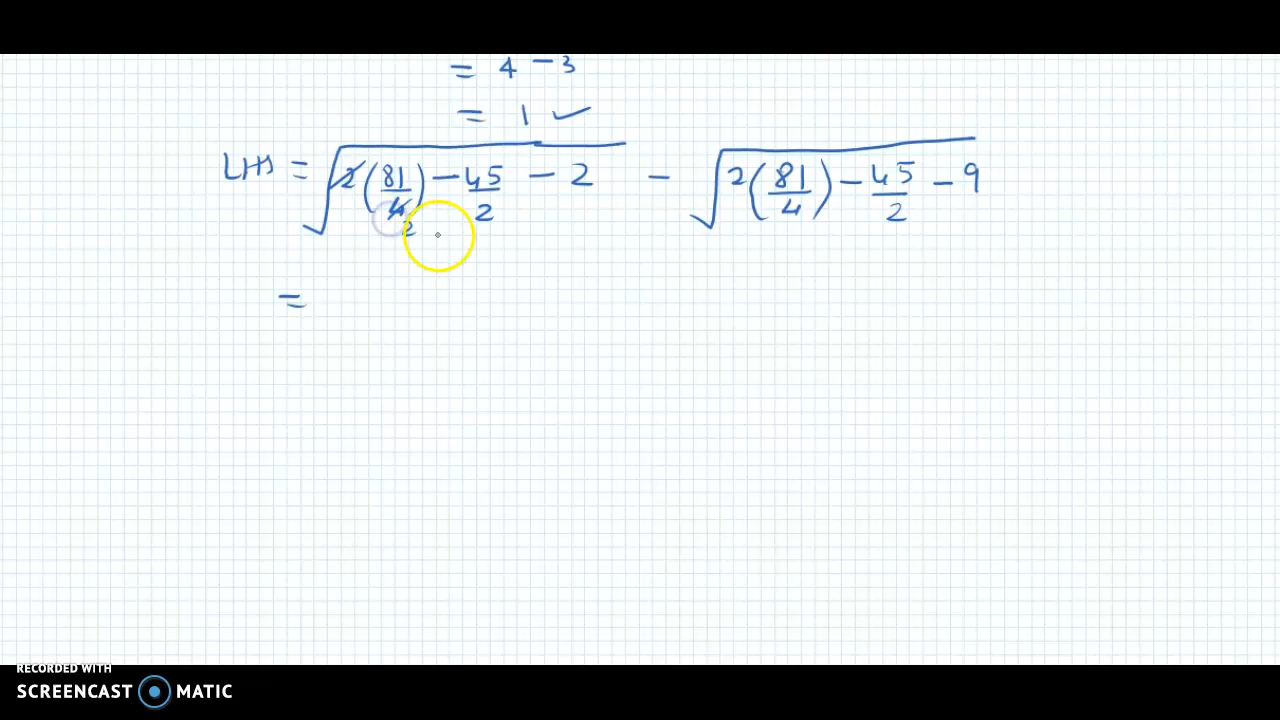 = 4 - 3
= 1 ✓
LHS = √(2(81/4) - 45/2 - 2) - √(2(81/4) - 45/2 - 9)
2
=
RECORDED WITH
SCREENCAST MATIC